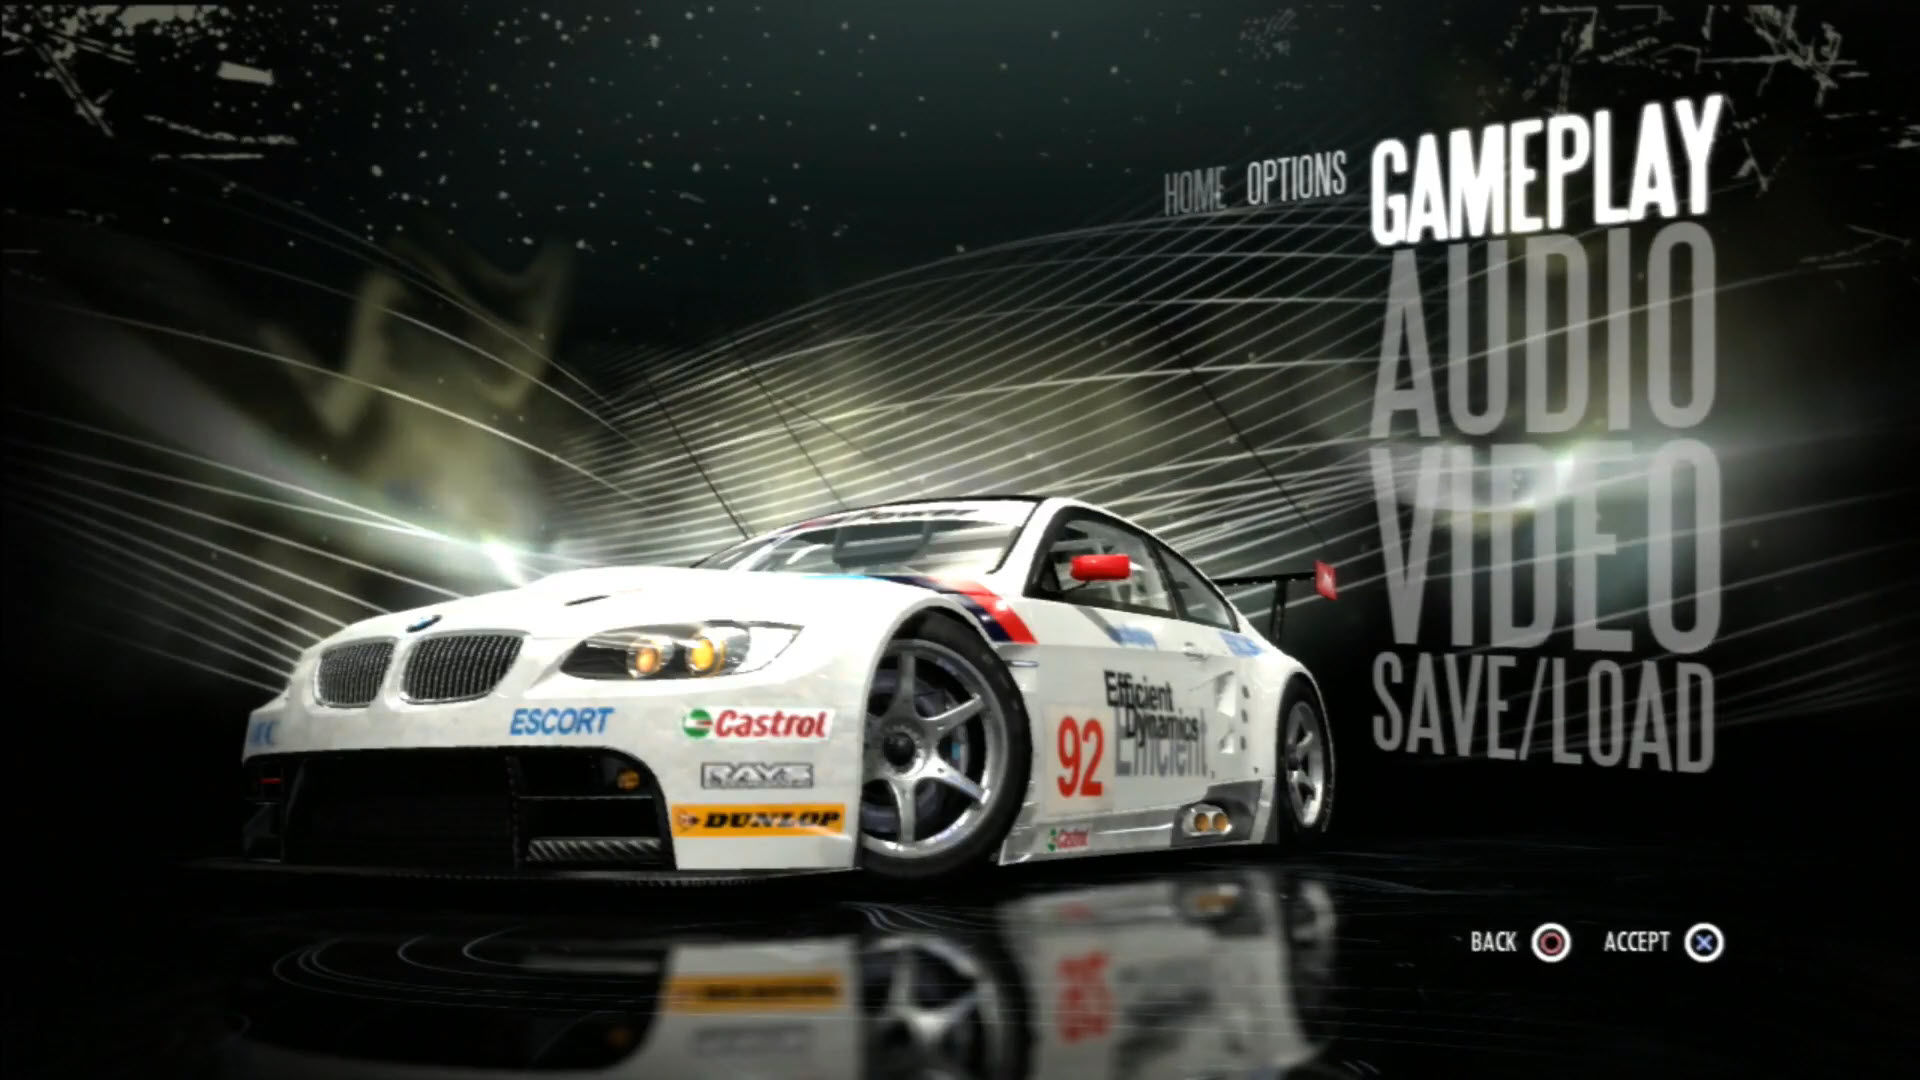 HOME OPTIONS GAMEPLAY
AUDIO
VIDEO
SAVE/LOAD
ESCORT
Castrol
RAYS
DUNLOP
92
Efficient
Dynamics
Efficient
Castrol
BACK ACCEPT